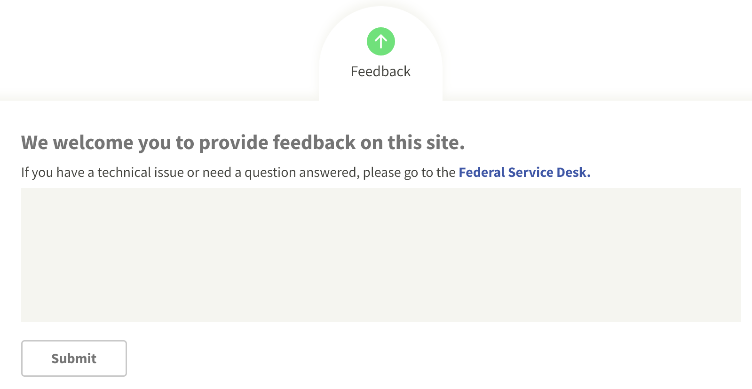 Feedback
We welcome you to provide feedback on this site.
If you have a technical issue or need a question answered, please go to the Federal Service Desk.
Submit